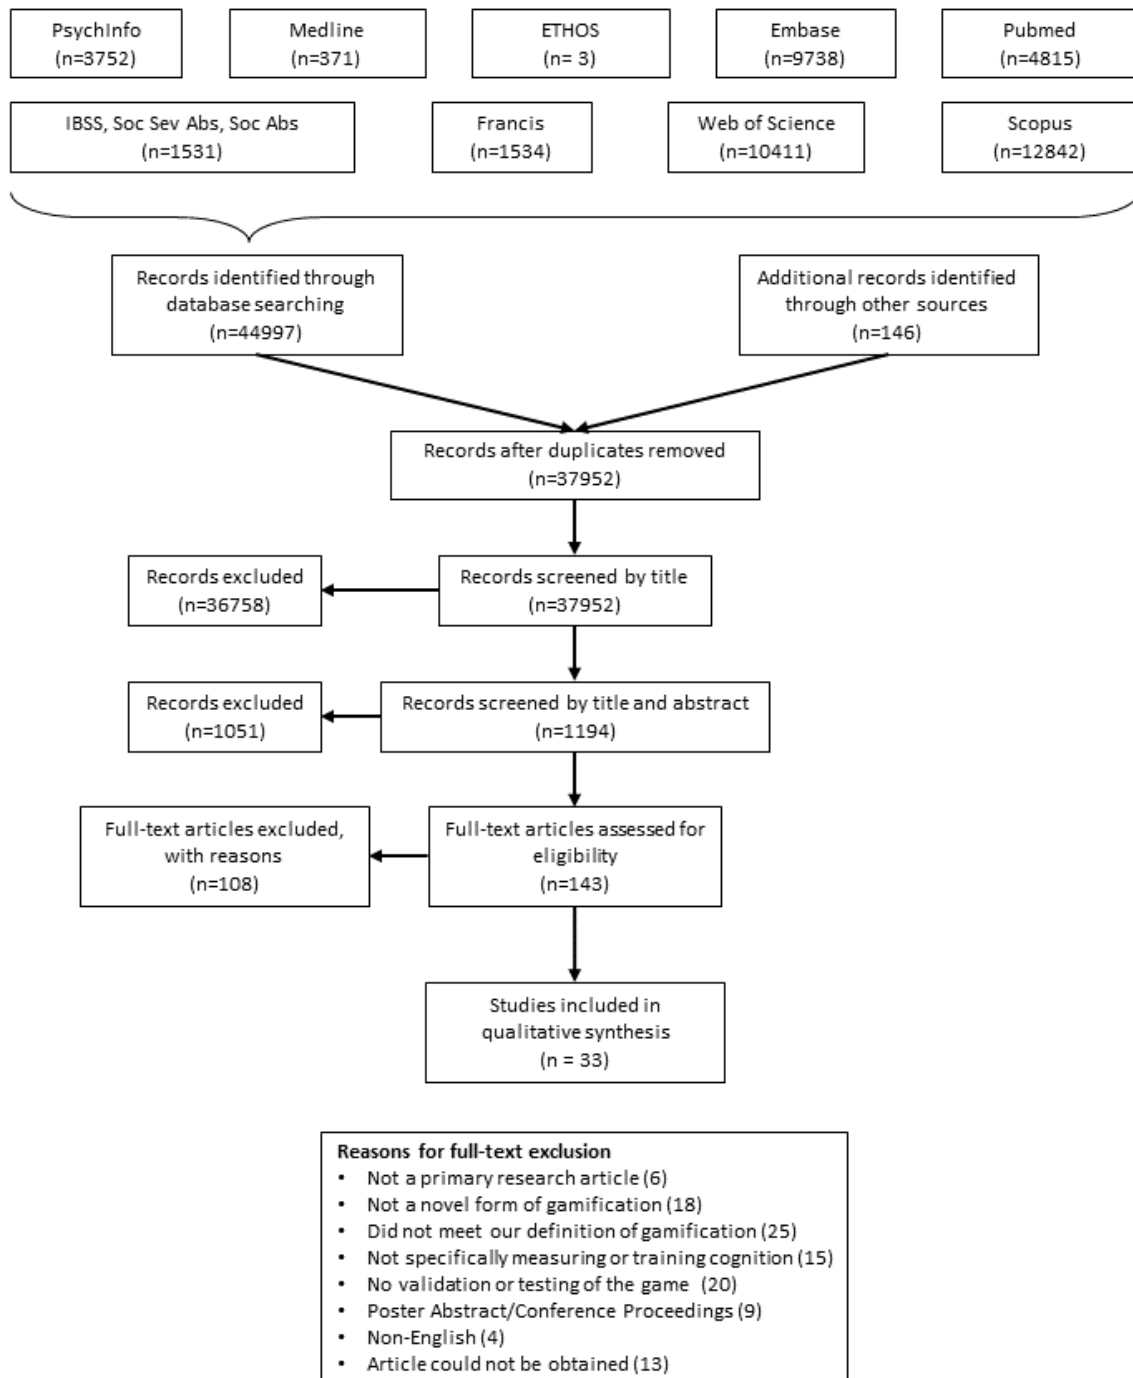 PsychInfo
(n=3752)
Medline
(n=371)
ETHOS
(n= 3)
Embase
(n=9738)
Pubmed
(n=4815)
IBSS, Soc Sev Abs, Soc Abs
(n=1531)
Francis
(n=1534)
Web of Science
(n=10411)
Scopus
(n=12842)
Records identified through
database searching
(n=44997)
Additional records identified
through other sources
(n=146)
Records after duplicates removed
(n=37952)
Records excluded
(n=36758)
Records screened by title
(n=37952)
Records excluded
(n=1051)
Records screened by title and abstract
(n=1194)
Full-text articles excluded,
with reasons
(n=108)
Full-text articles assessed for
eligibility
(n=143)
Studies included in
qualitative synthesis
(n = 33)
Reasons for full-text exclusion
• Not a primary research article (6)
• Not a novel form of gamification (18)
• Did not meet our definition of gamification (25)
• Not specifically measuring or training cognition (15)
• No validation or testing of the game (20)
• Poster Abstract/Conference Proceedings (9)
• Non-English (4)
• Article could not be obtained (13)